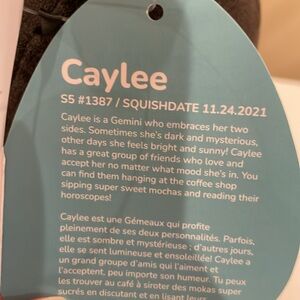 Caylee
S5 #1387 / SQUISHDATE 11.24.2021
Caylee is a Gemini who embraces her two
sides. Sometimes she's dark and mysterious,
other days she feels bright and sunny! Caylee
has a great group of friends who love and
accept her no matter what mood she's in. You
can find them hanging at the coffee shop
sipping super sweet mochas and reading their
horoscopes!
Caylee est une Gémeaux qui profite
pleinement de ses deux personnalités. Parfois,
elle est sombre et mystérieuse ; d'autres jours,
elle se sent lumineuse et ensoleillée! Caylee a
un grand groupe d'amis qui l'aiment et
l'acceptent, peu importe son humeur. Tu peux
les trouver au café à siroter des mokas super
sucrés en discutant et en lisant leurs